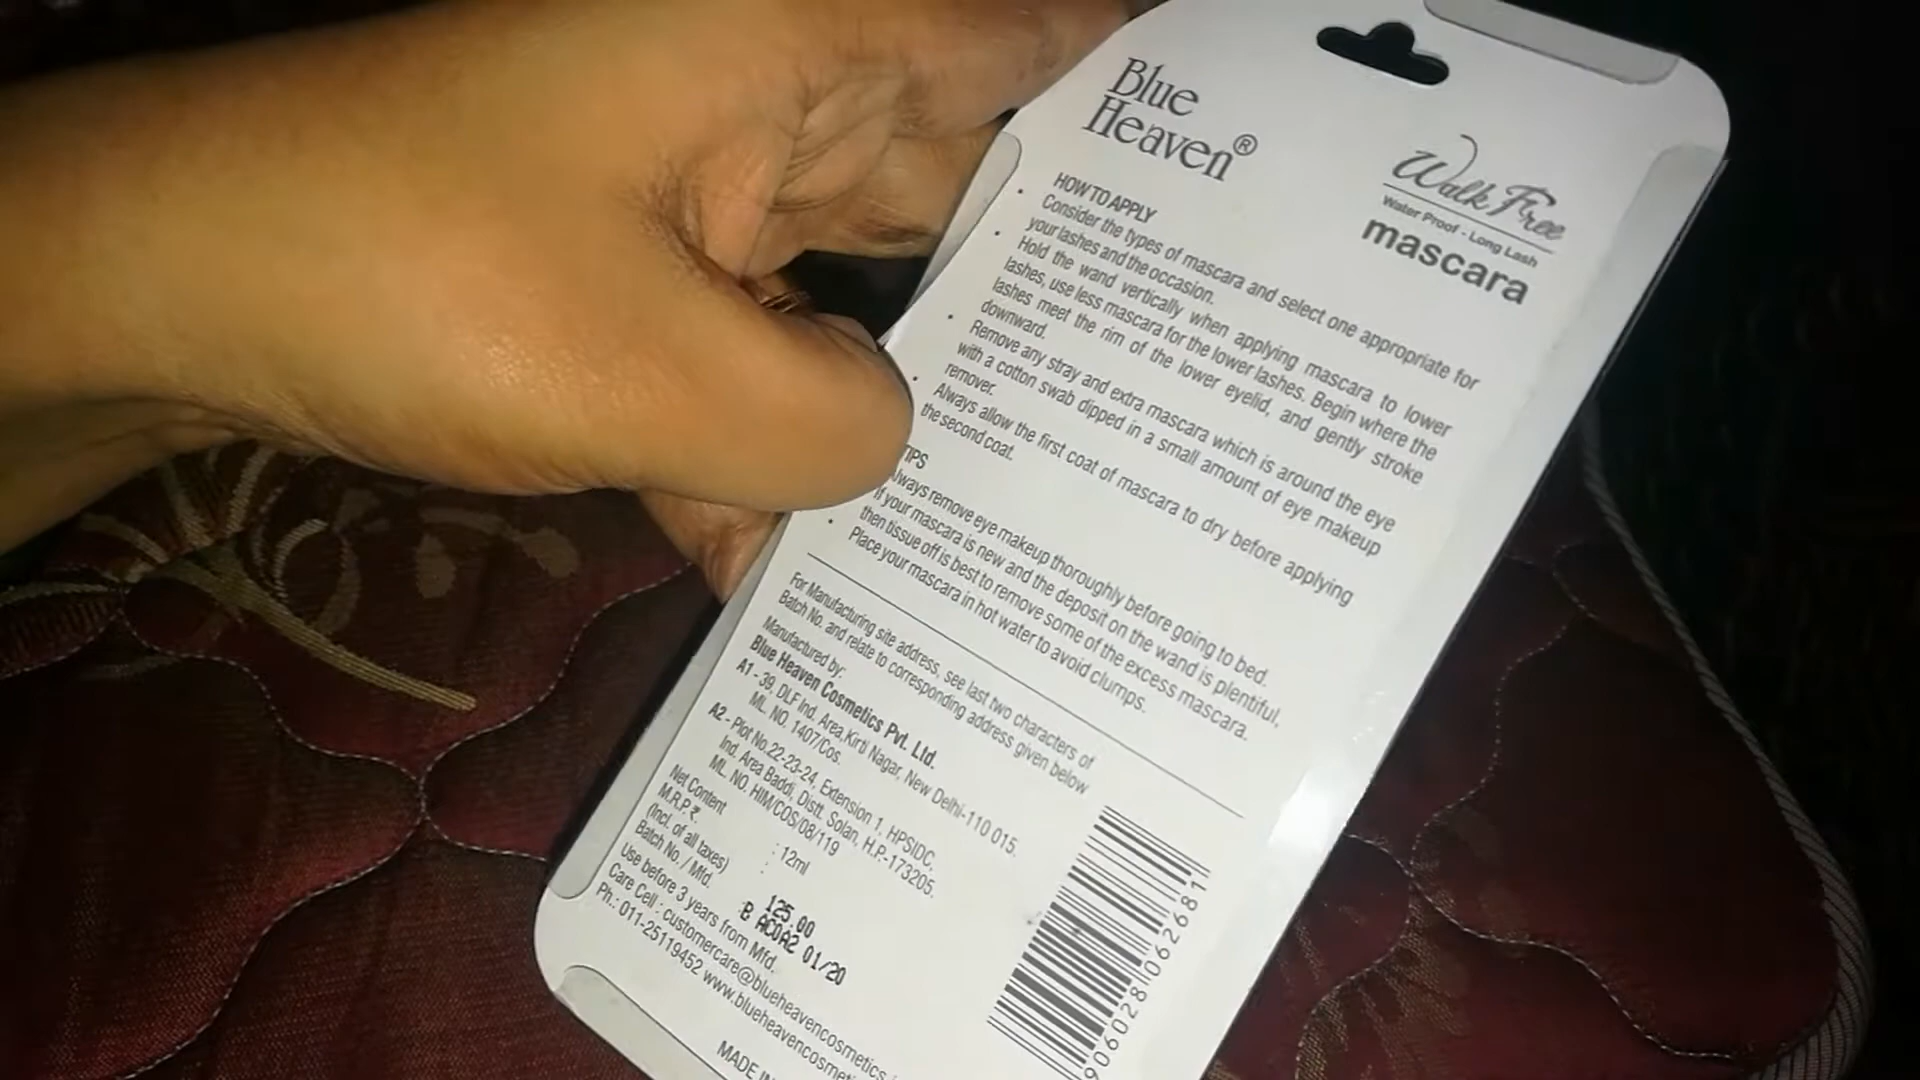 Blue
Heaven®
Walk Free
Water Proof - Long Lash
mascara
HOW TO APPLY
Consider the types of mascara and select one appropriate for
your lashes and the occasion.
Hold the wand vertically when applying mascara to lower
lashes, use less mascara for the lower lashes. Begin where the
lashes meet the rim of the lower eyelid, and gently stroke
downward.
Remove any stray and extra mascara which is around the eye
with a cotton swab dipped in a small amount of eye makeup
remover.
Always allow the first coat of mascara to dry before applying
the second coat.
TIPS
Always remove eye makeup thoroughly before going to bed.
If your mascara is new and the deposit on the wand is plentiful,
then tissue off is best to remove some of the excess mascara.
Place your mascara in hot water to avoid clumps.
For Manufacturing site address, see last two characters of
Batch No. and relate to corresponding address given below
Manufactured by:
Blue Heaven Cosmetics Pvt. Ltd.
A1 - 39, DLF Ind. Area, Kirti Nagar, New Delhi-110 015.
ML. NO. 1407/Cos.
A2 - Plot No.22-23-24, Extension 1, HPSIDC,
Ind. Area Baddi, Distt. Solan, H.P.-173205.
ML. NO. HIM/COS/08/119
Net Content : 12ml
M.R.P. ₹. :
(Incl. of all taxes) 125.00
Batch No. / Mfd. : B AC0A2 01/20
Use before 3 years from Mfd.
Care Cell : customercare@blueheavencosmetics.
Ph.: 011-25119452 www.blueheavencosmeti
MADE IN
906028 062681